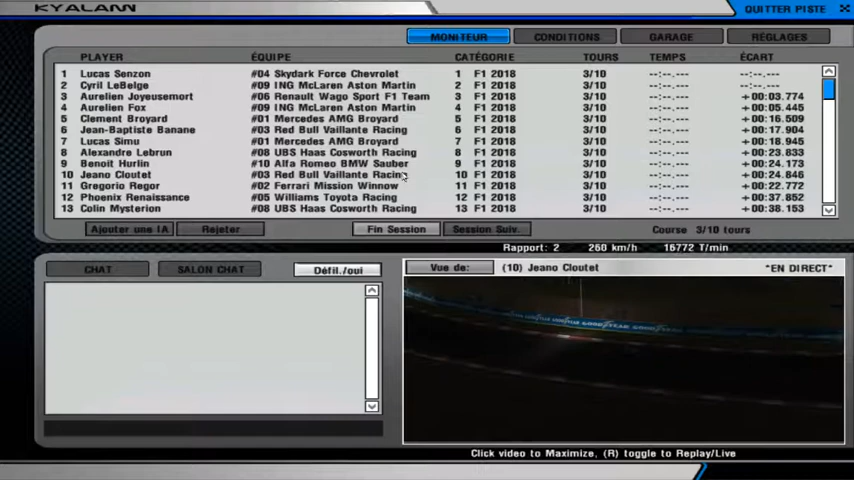 KYALAMI QUITTER PISTE
MONITEUR CONDITIONS GARAGE RÉGLAGES
PLAYER ÉQUIPE CATÉGORIE TOURS TEMPS ÉCART
1 Lucas Senzon #04 Skydark Force Chevrolet 1 F1 2018 3/10 --:--.--- --:--.---
2 Cyril LeBelge #09 ING McLaren Aston Martin 2 F1 2018 3/10 --:--.--- --:--.---
3 Aurelien Joyeusemort #06 Renault Wago Sport F1 Team 3 F1 2018 3/10 --:--.--- +00:03.774
4 Aurelien Fox #09 ING McLaren Aston Martin 4 F1 2018 3/10 --:--.--- +00:05.445
5 Clement Broyard #01 Mercedes AMG Broyard 5 F1 2018 3/10 --:--.--- +00:16.509
6 Jean-Baptiste Banane #03 Red Bull Vaillante Racing 6 F1 2018 3/10 --:--.--- +00:17.904
7 Lucas Simu #01 Mercedes AMG Broyard 7 F1 2018 3/10 --:--.--- +00:18.945
8 Alexandre Lebrun #08 UBS Haas Cosworth Racing 8 F1 2018 3/10 --:--.--- +00:23.833
9 Benoit Hurlin #10 Alfa Romeo BMW Sauber 9 F1 2018 3/10 --:--.--- +00:24.173
10 Jeano Cloutet #03 Red Bull Vaillante Racing 10 F1 2018 3/10 --:--.--- +00:24.846
11 Gregorio Regor #02 Ferrari Mission Winnow 11 F1 2018 3/10 --:--.--- +00:22.772
12 Phoenix Renaissance #05 Williams Toyota Racing 12 F1 2018 3/10 --:--.--- +00:37.852
13 Colin Mysterion #08 UBS Haas Cosworth Racing 13 F1 2018 3/10 --:--.--- +00:38.153
Ajouter une IA Rejeter Fin Session Session Suiv. Course 3/10 tours
Rapport: 2 260 km/h 16772 T/min
CHAT SALON CHAT Défil./oui Vue de: (10) Jeano Cloutet *EN DIRECT*
GOODYEAR GOODYEAR
Click video to Maximize, (R) toggle to Replay/Live